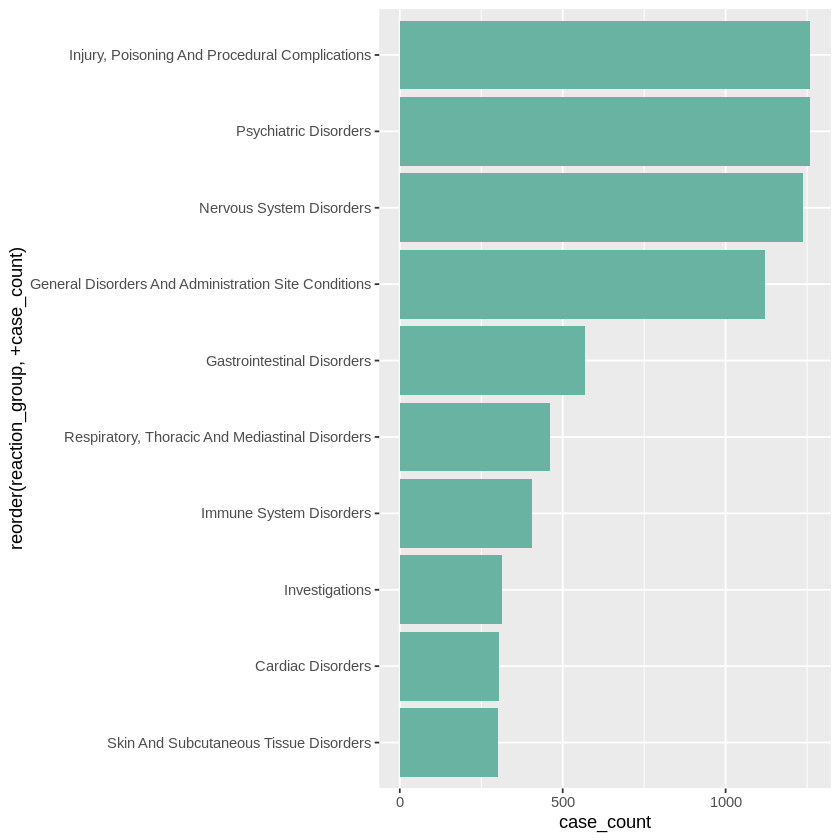 reorder(reaction_group, +case_count)
Injury, Poisoning And Procedural Complications
Psychiatric Disorders
Nervous System Disorders
General Disorders And Administration Site Conditions
Gastrointestinal Disorders
Respiratory, Thoracic And Mediastinal Disorders
Immune System Disorders
Investigations
Cardiac Disorders
Skin And Subcutaneous Tissue Disorders
0 500 1000
case_count